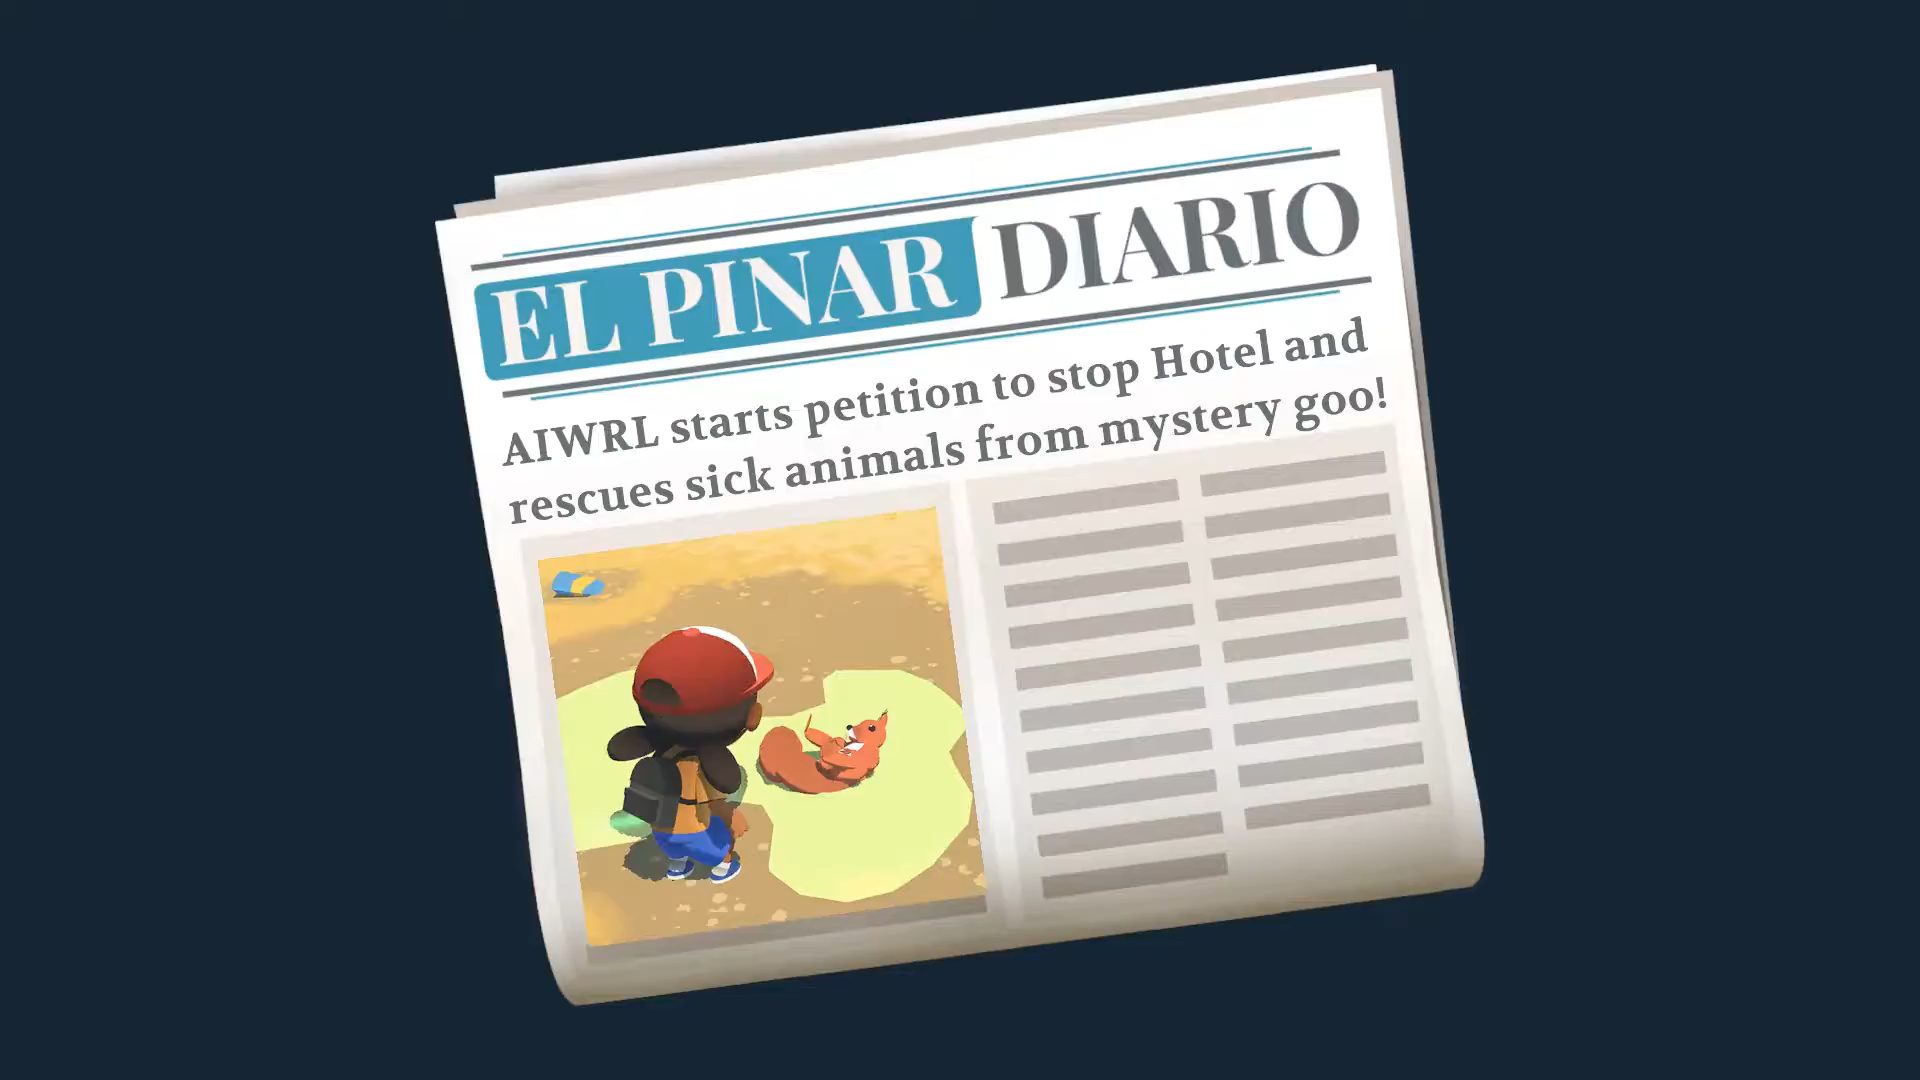 EL PINAR DIARIO
AIWRL starts petition to stop Hotel and
rescues sick animals from mystery goo!